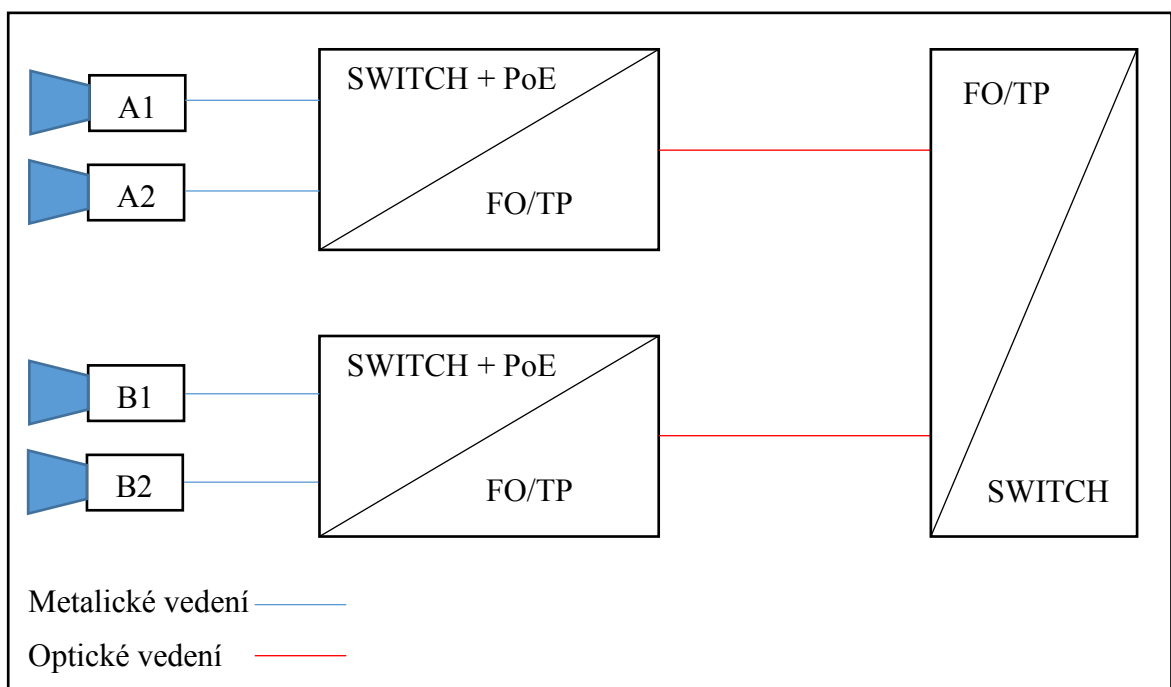 A1
SWITCH + PoE
FO/TP
A2
FO/TP
B1
SWITCH + PoE
B2
FO/TP
SWITCH
Metalické vedení
Optické vedení